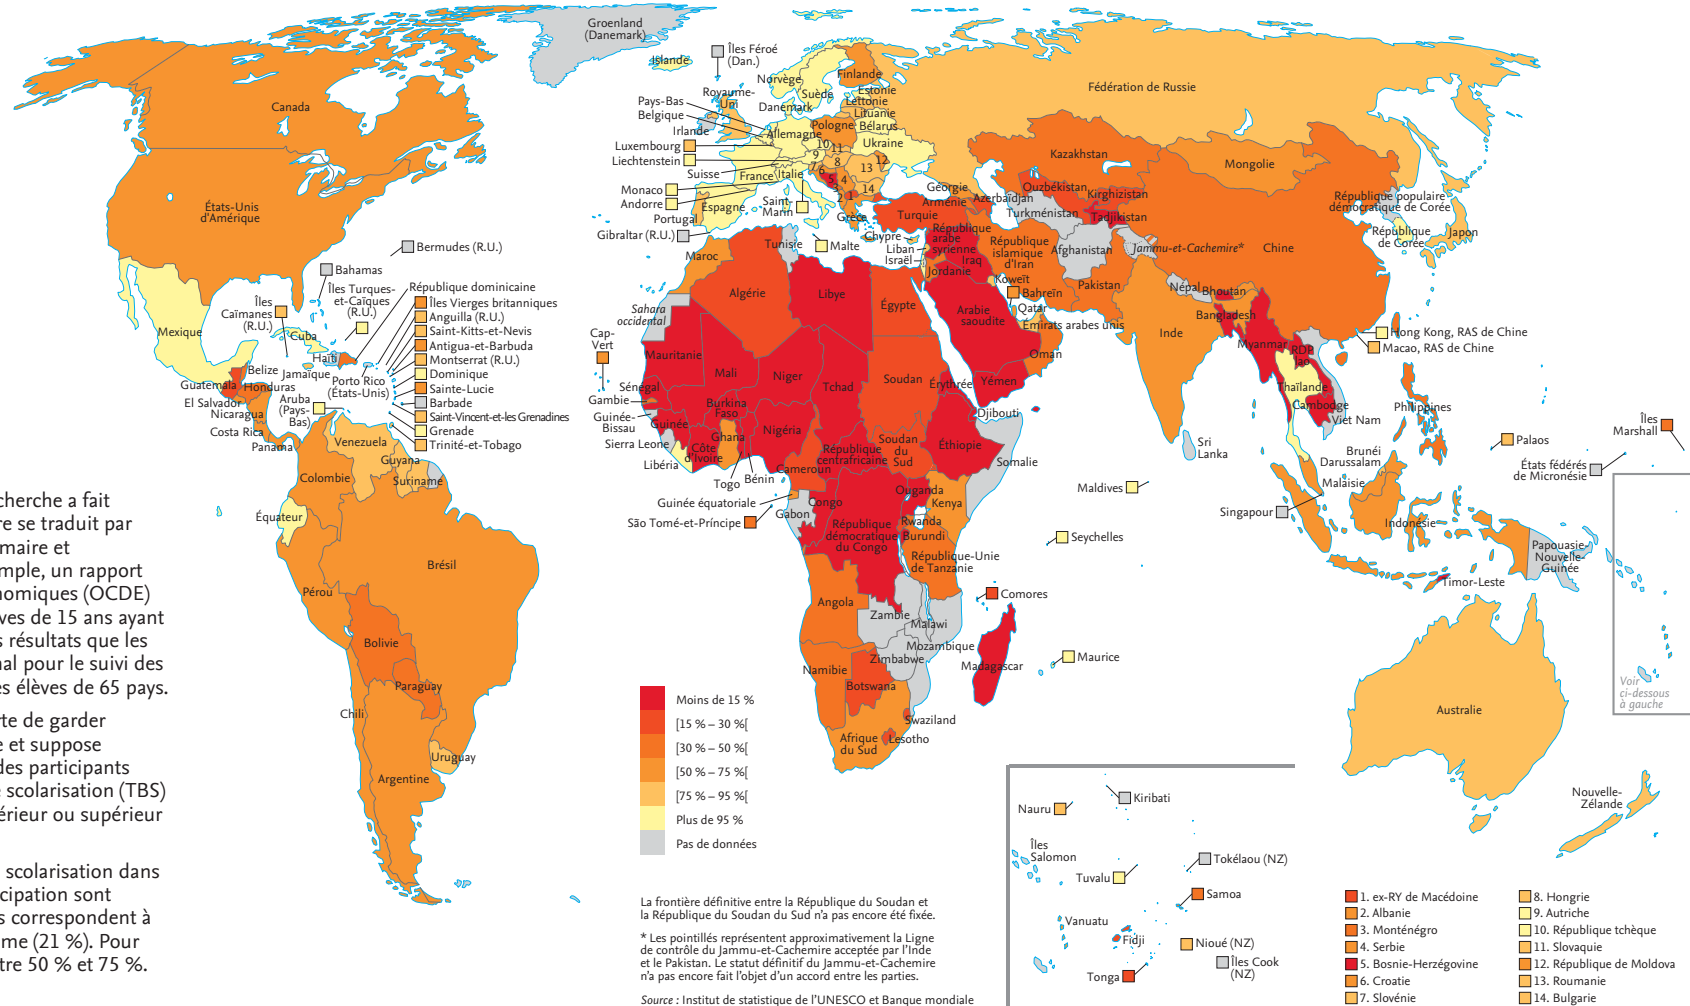 Groenland
(Danemark)
Îles Féroé
(Dan.)
Islande
Norvège
Suède
Finlande
Estonie
Lettonie
Lituanie
Bélarus
Danemark
Royaume-
Uni
Pays-Bas
Belgique
Irlande
Luxembourg
Liechtenstein
Suisse
Monaco
Andorre
Portugal
Gibraltar (R.U.)
Allemagne
Pologne
Ukraine
France
Italie
Espagne
Saint-
Marin
Grèce
Malte
10
11
9
8
7
6
5
4
3
2
1
12
13
14
Fédération de Russie
Canada
États-Unis
d'Amérique
Bermudes (R.U.)
Bahamas
Îles Turques-
et-Caïques
(R.U.)
Îles
Caïmanes
(R.U.)
Mexique
Cuba
Haïti
Belize
Jamaïque
Guatemala
Honduras
El Salvador
Nicaragua
Costa Rica
Panama
Aruba
(Pays-
Bas)
Porto Rico
(États-Unis)
République dominicaine
Îles Vierges britanniques
Anguilla (R.U.)
Saint-Kitts-et-Nevis
Antigua-et-Barbuda
Montserrat (R.U.)
Dominique
Sainte-Lucie
Barbade
Saint-Vincent-et-les Grenadines
Grenade
Trinité-et-Tobago
Venezuela
Guyana
Suriname
Colombie
Équateur
Pérou
Brésil
Bolivie
Paraguay
Chili
Uruguay
Argentine
Maroc
Sahara
occidental
Algérie
Tunisie
Libye
Égypte
Cap-
Vert
Mauritanie
Mali
Niger
Tchad
Soudan
Érythrée
Sénégal
Gambie
Guinée-
Bissau
Guinée
Sierra Leone
Libéria
Côte
d'Ivoire
Burkina
Faso
Ghana
Togo
Bénin
Nigéria
Cameroun
République
centrafricaine
Soudan
du
Sud
Éthiopie
Djibouti
Somalie
Guinée équatoriale
São Tomé-et-Príncipe
Gabon
Congo
République
démocratique
du Congo
Ouganda
Kenya
Rwanda
Burundi
République-Unie
de Tanzanie
Angola
Zambie
Malawi
Mozambique
Zimbabwe
Namibie
Botswana
Swaziland
Lesotho
Afrique
du Sud
Madagascar
Comores
Maurice
Seychelles
Maldives
Géorgie
Arménie
Azerbaïdjan
Turquie
Chypre
Liban
Israël
République
arabe
syrienne
Iraq
Jordanie
Koweït
Bahreïn
Qatar
Émirats arabes unis
Arabie
saoudite
Oman
Yémen
République
islamique
d'Iran
Kazakhstan
Ouzbékistan
Turkménistan
Kirghizistan
Tadjikistan
Afghanistan
Pakistan
Jammu-et-Cachemire*
Inde
Népal
Bhoutan
Bangladesh
Sri
Lanka
Mongolie
Chine
République populaire
démocratique de Corée
République
de Corée
Japon
Hong Kong, RAS de Chine
Macao, RAS de Chine
Myanmar
RDP
lao
Thaïlande
Cambodge
Viet Nam
Philippines
Brunéi
Darussalam
Malaisie
Singapour
Indonésie
Timor-Leste
Papouasie-
Nouvelle-
Guinée
Palaos
Îles
Marshall
États fédérés
de Micronésie
Voir
ci-dessous
à gauche
Australie
Nouvelle-
Zélande
cherche a fait
re se traduit par
maire et
mple, un rapport
nomiques (OCDE)
ves de 15 ans ayant
s résultats que les
nal pour le suivi des
es élèves de 65 pays.
rte de garder
e et suppose
des participants
e scolarisation (TBS)
érieur ou supérieur
scolarisation dans
cipation sont
s correspondent à
me (21 %). Pour
tre 50 % et 75 %.
Moins de 15 %
[15 % – 30 %[
[30 % – 50 %[
[50 % – 75 %[
[75 % – 95 %[
Plus de 95 %
Pas de données
La frontière définitive entre la République du Soudan et
la République du Soudan du Sud n'a pas encore été fixée.
* Les pointillés représentent approximativement la Ligne
de contrôle du Jammu-et-Cachemire acceptée par l'Inde
et le Pakistan. Le statut définitif du Jammu-et-Cachemire
n'a pas encore fait l'objet d'un accord entre les parties.
Source : Institut de statistique de l'UNESCO et Banque mondiale
Nauru
Kiribati
Îles
Salomon
Tuvalu
Tokélaou (NZ)
Samoa
Vanuatu
Fidji
Nioué (NZ)
Îles Cook
(NZ)
Tonga
1. ex-RY de Macédoine
2. Albanie
3. Monténégro
4. Serbie
5. Bosnie-Herzégovine
6. Croatie
7. Slovénie
8. Hongrie
9. Autriche
10. République tchèque
11. Slovaquie
12. République de Moldova
13. Roumanie
14. Bulgarie